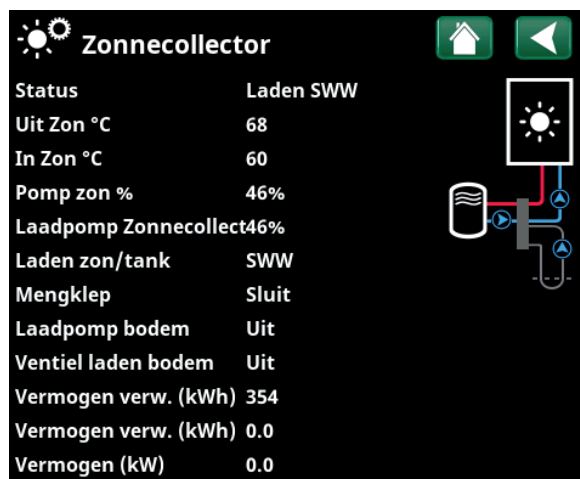 Zonnecollector
Status Laden SWW
Uit Zon °C 68
In Zon °C 60
Pomp zon % 46%
Laadpomp Zonnecollect46%
Laden zon/tank SWW
Mengklep Sluit
Laadpomp bodem Uit
Ventiel laden bodem Uit
Vermogen verw. (kWh) 354
Vermogen verw. (kWh) 0.0
Vermogen (kW) 0.0